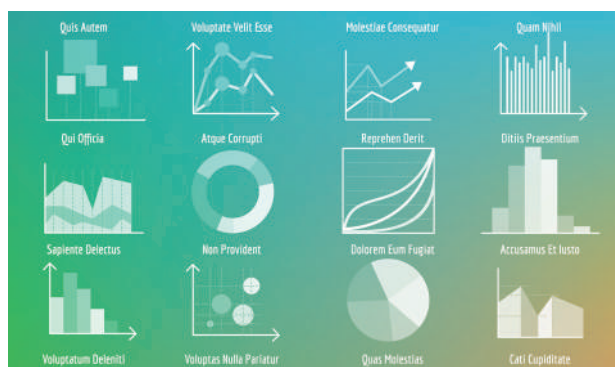 Quis Autem
Voluptate Velit Esse
Molestiae Consequatur
Quam Nihil
Qui Officia
Atque Corrupti
Reprehen Derit
Ditiis Praesentium
Sapiente Delectus
Non Provident
Dolorem Eum Fugiat
Accusamus Et Iusto
Voluptatum Deleniti
Voluptas Nulla Pariatur
Quas Molestias
Cati Cupiditate